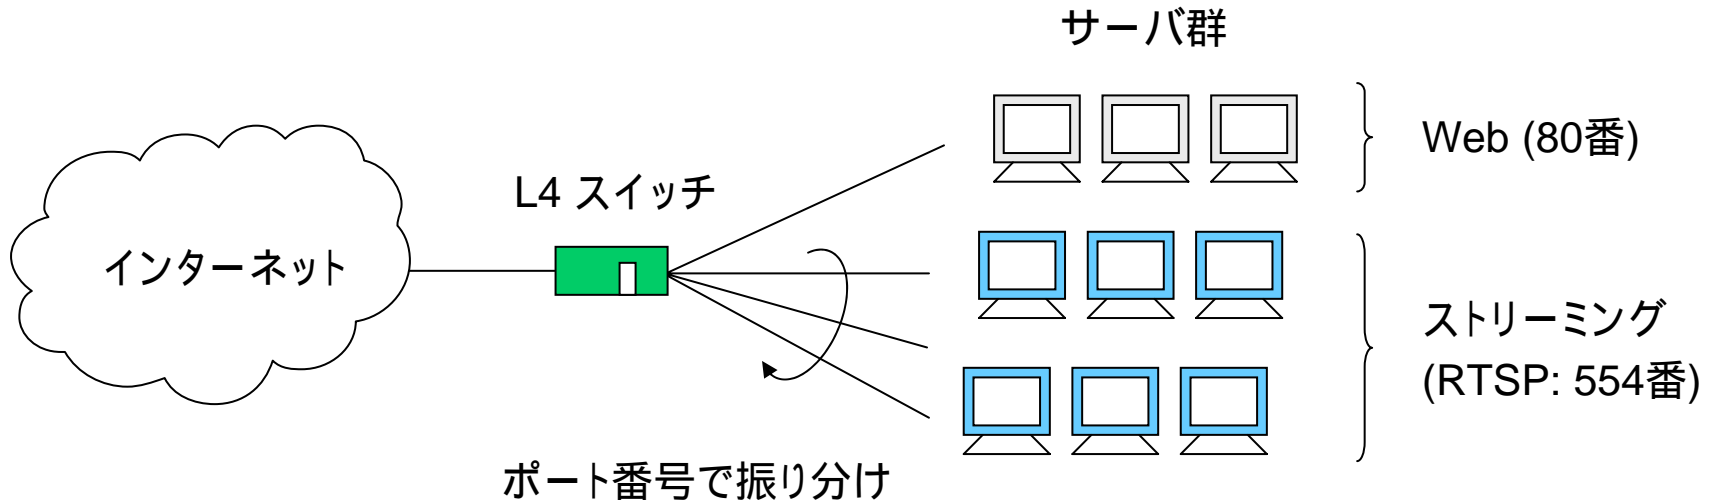 サーバ群
Web (80番)
L4 スイッチ
インターネット
ストリーミング
(RTSP: 554番)
ポート番号で振り分け